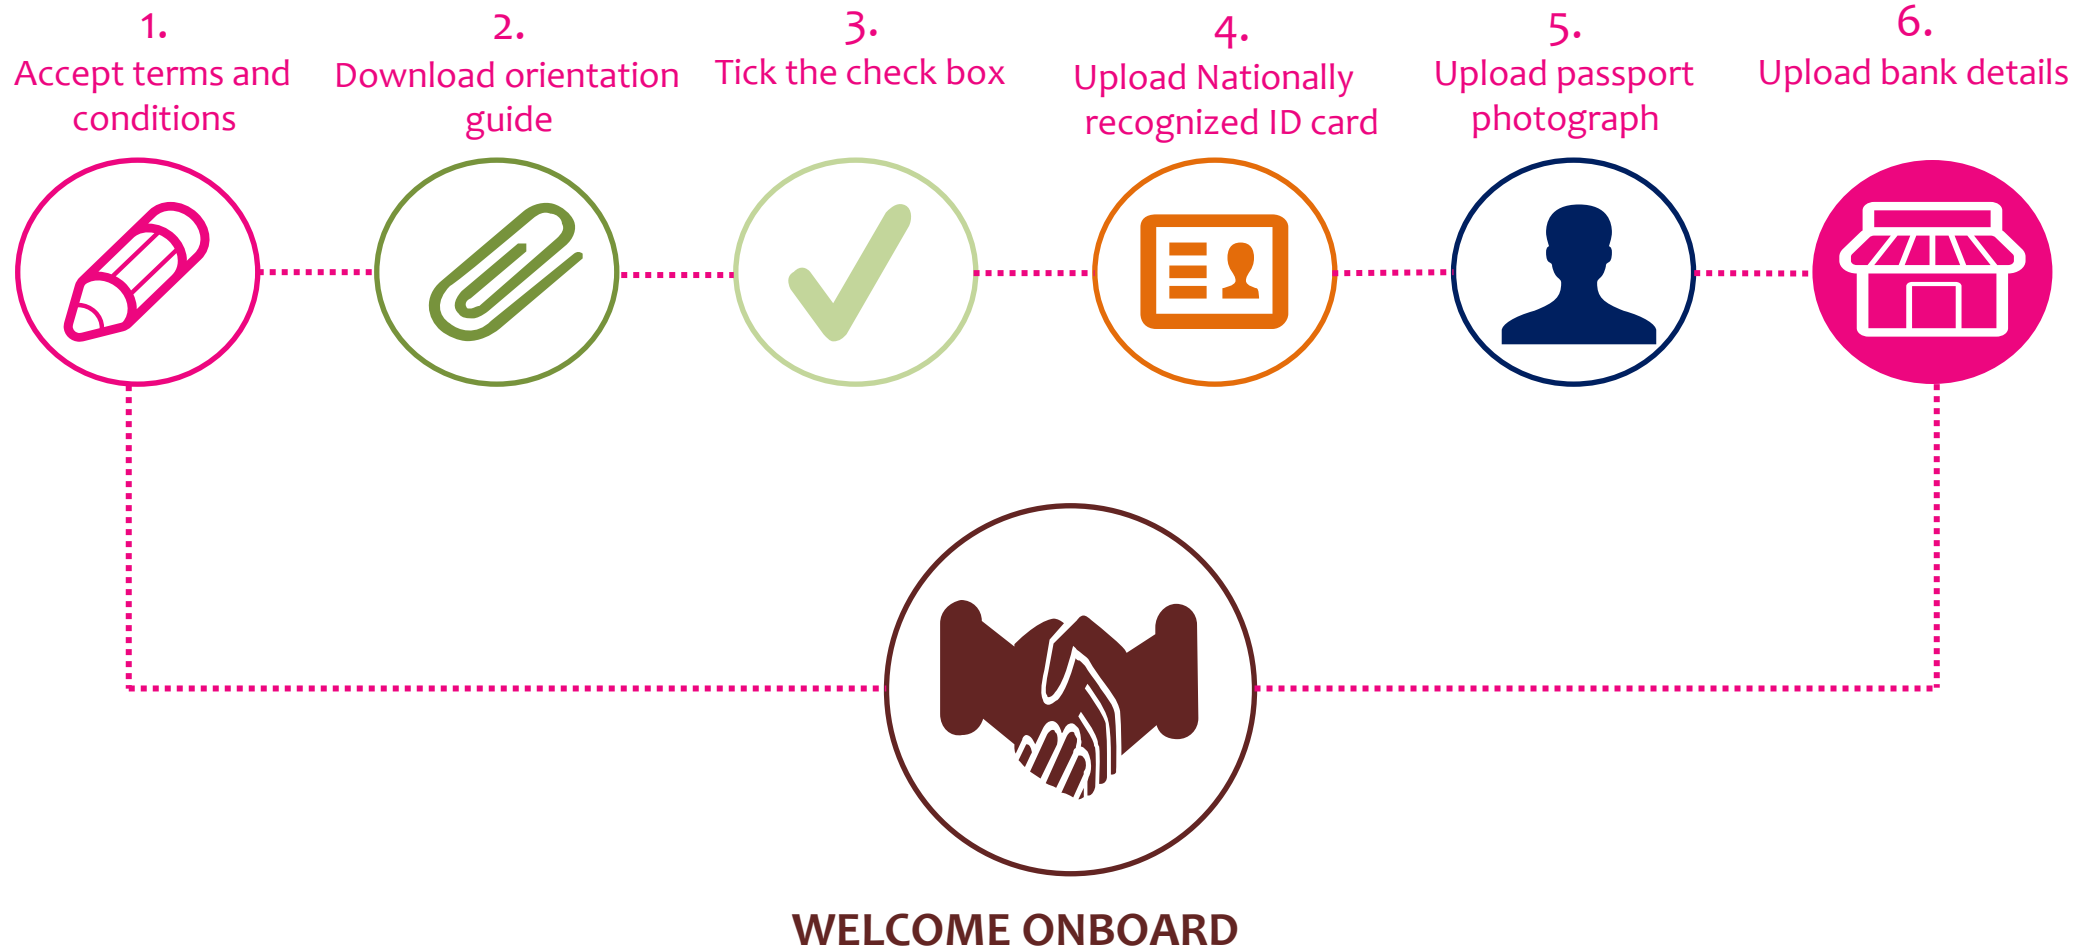 1.
Accept terms and
conditions
2.
Download orientation
guide
3.
Tick the check box
4.
Upload Nationally
recognized ID card
5.
Upload passport
photograph
6.
Upload bank details
WELCOME ONBOARD